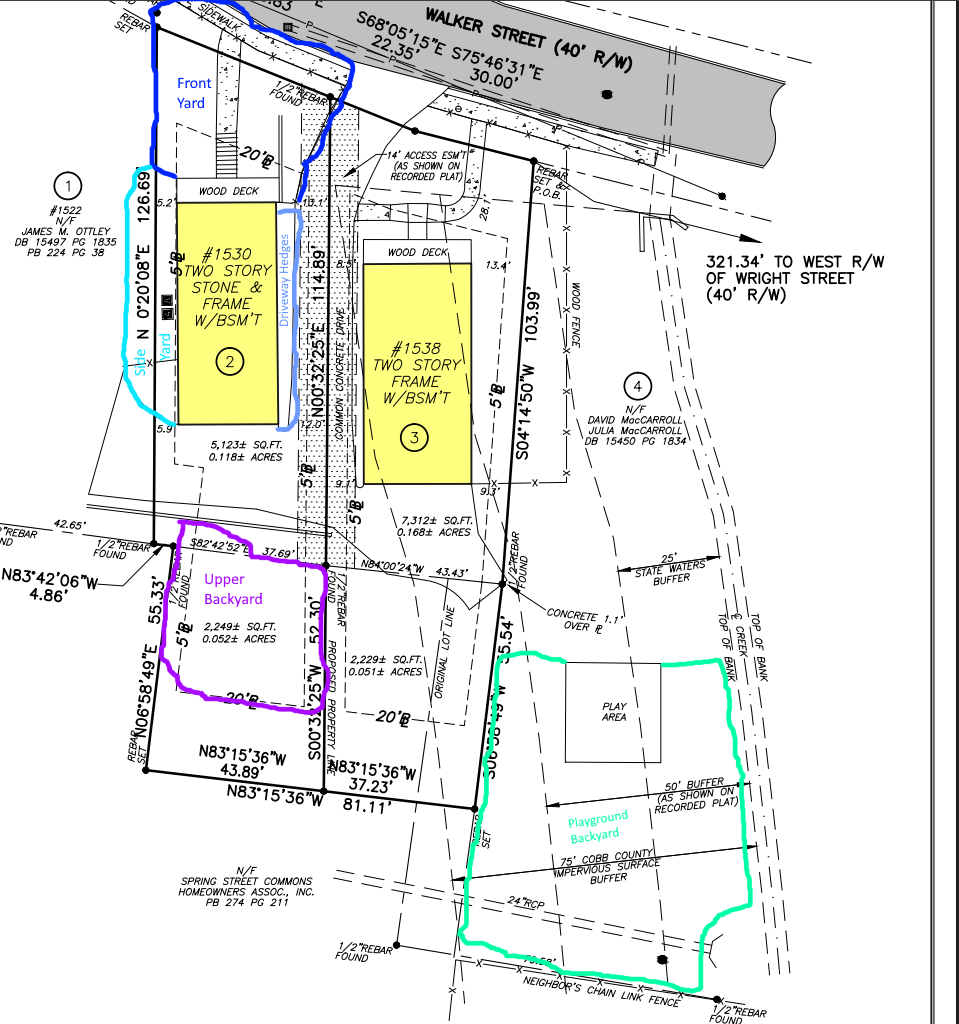 WALKER STREET (40' R/W)
S68°05'15"E S75°46'31"E
22.35' 30.00'
REBAR
SET
SIDEWALK
Front
Yard
1/2"REBAR
FOUND
20'BL
14' ACCESS ESM'T
(AS SHOWN ON
RECORDED PLAT)
REBAR
SET &
P.O.B.
321.34' TO WEST R/W
OF WRIGHT STREET
(40' R/W)
1
#1522
N/F
JAMES M. OTTLEY
DB 15497 PG 1835
PB 224 PG 38
N 0°20'08"E 126.69
Side
Yard
5.2'
WOOD DECK
13.1'
5'BL
#1530
TWO STORY
STONE &
FRAME
W/BSM'T
2
Driveway Hedges
N00°32'25"E 114.89'
COMMON CONCRETE DRIVE
5.9'
12.0'
5,123± SQ.FT.
0.118± ACRES
5'BL
28.1'
WOOD DECK
8.5'
13.4'
#1538
TWO STORY
FRAME
W/BSM'T
3
9.1'
9.3'
5'BL
5'BL
S04°14'50"W 103.99'
WOOD FENCE
4
N/F
DAVID MacCARROLL
JULIA MacCARROLL
DB 15450 PG 1834
7,312± SQ.FT.
0.168± ACRES
42.65'
1/2"REBAR
FOUND
N83°42'06"W
4.86'
S82°42'52"E 37.69'
1/2"REBAR
FOUND
Upper
Backyard
2,249± SQ.FT.
0.052± ACRES
5'BL
20'BL
N06°58'49"E 55.33'
REBAR
SET
1/2"REBAR
FOUND
S00°32'25"W 52.30'
PROPOSED PROPERTY LINE
N84°00'24"W 43.43'
1/2"REBAR
FOUND
2,229± SQ.FT.
0.051± ACRES
ORIGINAL LOT LINE
20'BL
CONCRETE 1.1'
OVER PL
25'
STATE WATERS
BUFFER
TOP OF BANK
CREEK
TOP OF BANK
S06°58'49"W 55.54'
PLAY
AREA
N83°15'36"W
43.89'
N83°15'36"W
37.23'
N83°15'36"W 81.11'
REBAR
SET
50' BUFFER
(AS SHOWN ON
RECORDED PLAT)
Playground
Backyard
75' COBB COUNTY
IMPERVIOUS SURFACE
BUFFER
N/F
SPRING STREET COMMONS
HOMEOWNERS ASSOC., INC.
PB 274 PG 211
24"RCP
1/2"REBAR
FOUND
NEIGHBOR'S CHAIN LINK FENCE
1/2"REBAR
FOUND